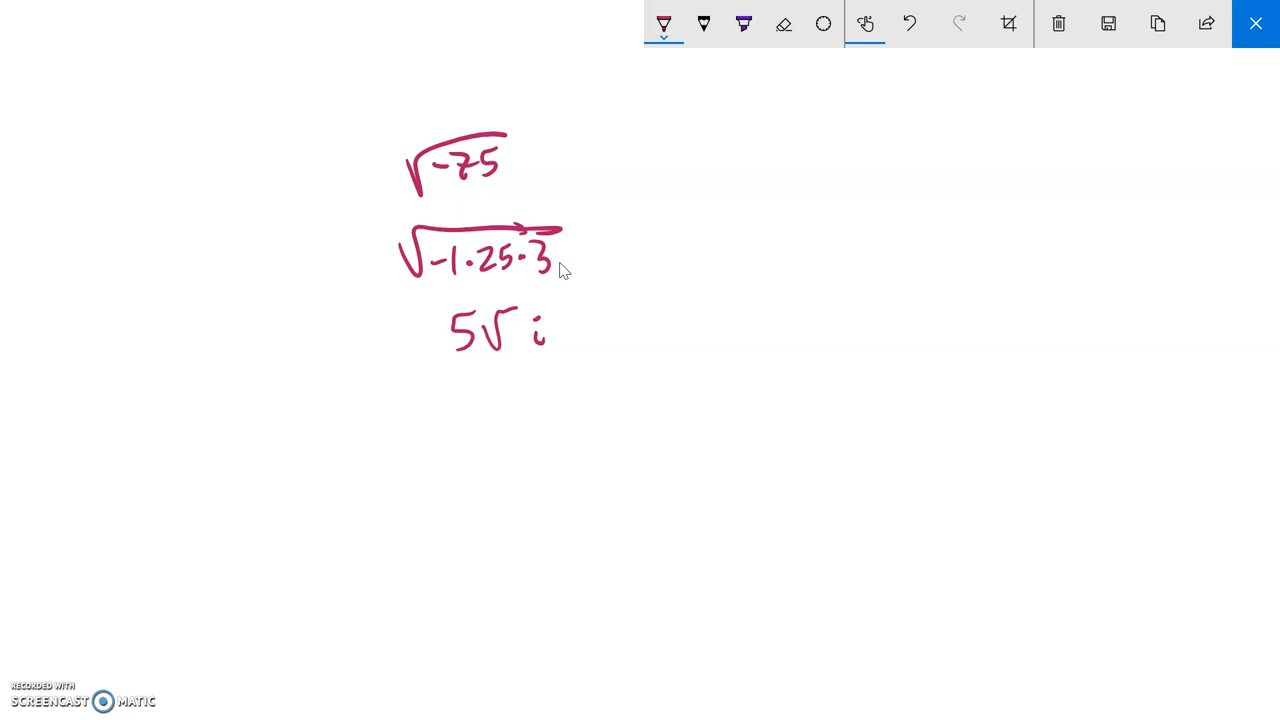 √-75
√-1·25·3
5√ i
RECORDED WITH
SCREENCAST MATIC